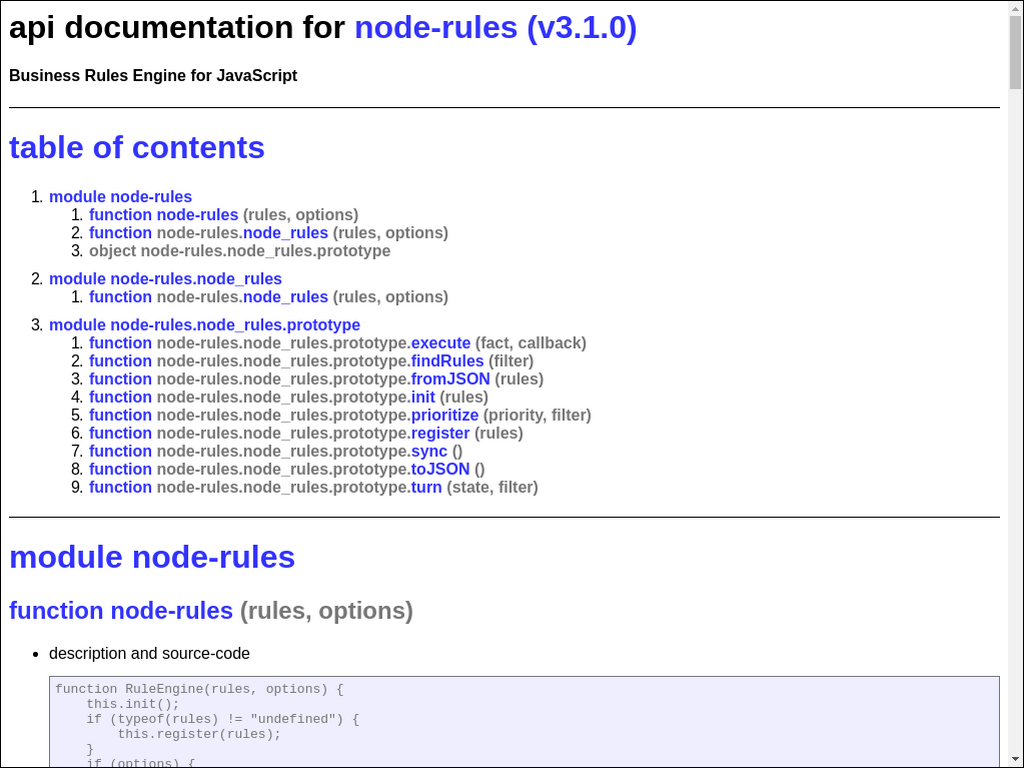 api documentation for node-rules (v3.1.0)
Business Rules Engine for JavaScript
table of contents
1. module node-rules
1. function node-rules (rules, options)
2. function node-rules.node_rules (rules, options)
3. object node-rules.node_rules.prototype
2. module node-rules.node_rules
1. function node-rules.node_rules (rules, options)
3. module node-rules.node_rules.prototype
1. function node-rules.node_rules.prototype.execute (fact, callback)
2. function node-rules.node_rules.prototype.findRules (filter)
3. function node-rules.node_rules.prototype.fromJSON (rules)
4. function node-rules.node_rules.prototype.init (rules)
5. function node-rules.node_rules.prototype.prioritize (priority, filter)
6. function node-rules.node_rules.prototype.register (rules)
7. function node-rules.node_rules.prototype.sync ()
8. function node-rules.node_rules.prototype.toJSON ()
9. function node-rules.node_rules.prototype.turn (state, filter)
module node-rules
function node-rules (rules, options)
• description and source-code
function RuleEngine(rules, options) {
    this.init();
    if (typeof(rules) != "undefined") {
        this.register(rules);
    }
    if (options) {